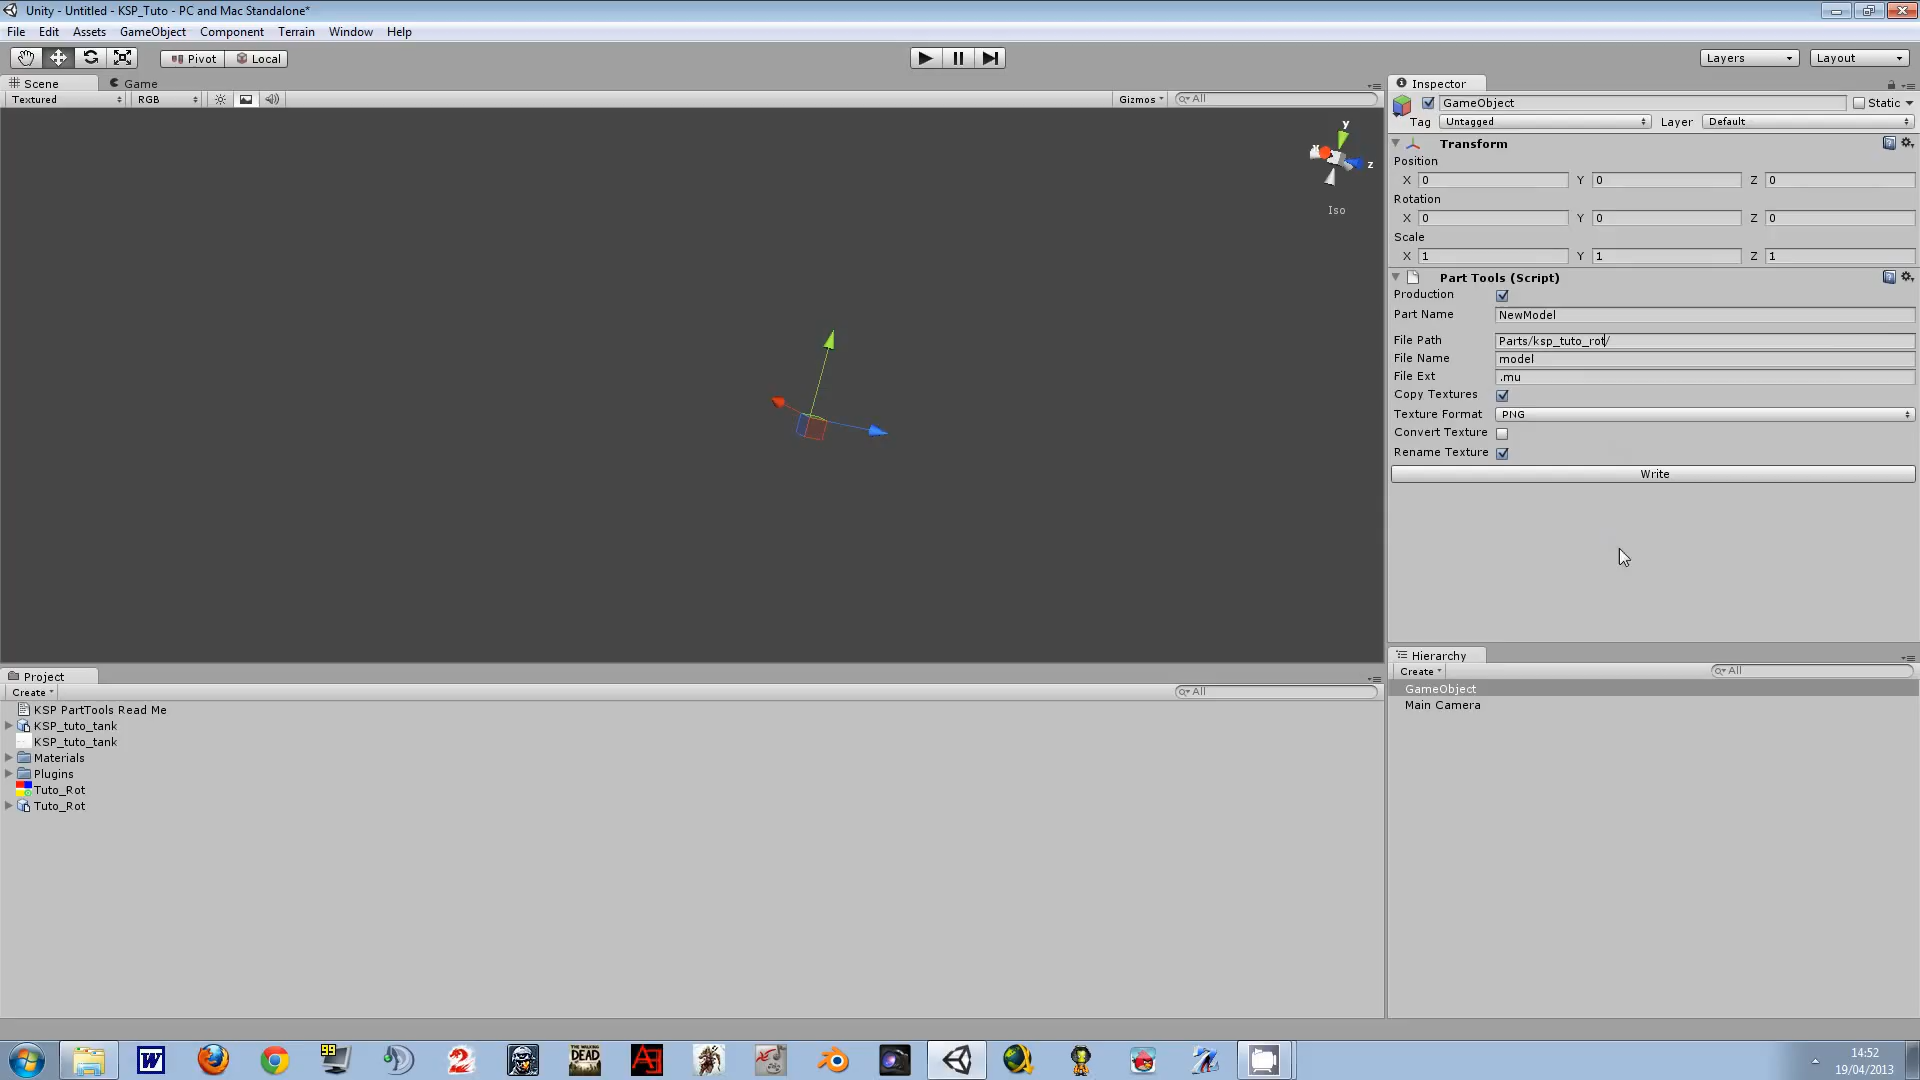 Unity - Untitled - KSP_Tuto - PC and Mac Standalone*
File Edit Assets GameObject Component Terrain Window Help
Pivot Local
Layers Layout
Scene Game
Textured RGB Gizmos All
y
z
Iso
Inspector
GameObject Static
Tag Untagged Layer Default
Transform
Position
X 0 Y 0 Z 0
Rotation
X 0 Y 0 Z 0
Scale
X 1 Y 1 Z 1
Part Tools (Script)
Production
Part Name NewModel
File Path Parts/ksp_tuto_rot/
File Name model
File Ext .mu
Copy Textures
Texture Format PNG
Convert Texture
Rename Texture
Write
Hierarchy
Create All
GameObject
Main Camera
Project
Create All
KSP PartTools Read Me
KSP_tuto_tank
KSP_tuto_tank
Materials
Plugins
Tuto_Rot
Tuto_Rot
99
THE WALKING
DEAD
14:52
19/04/2013